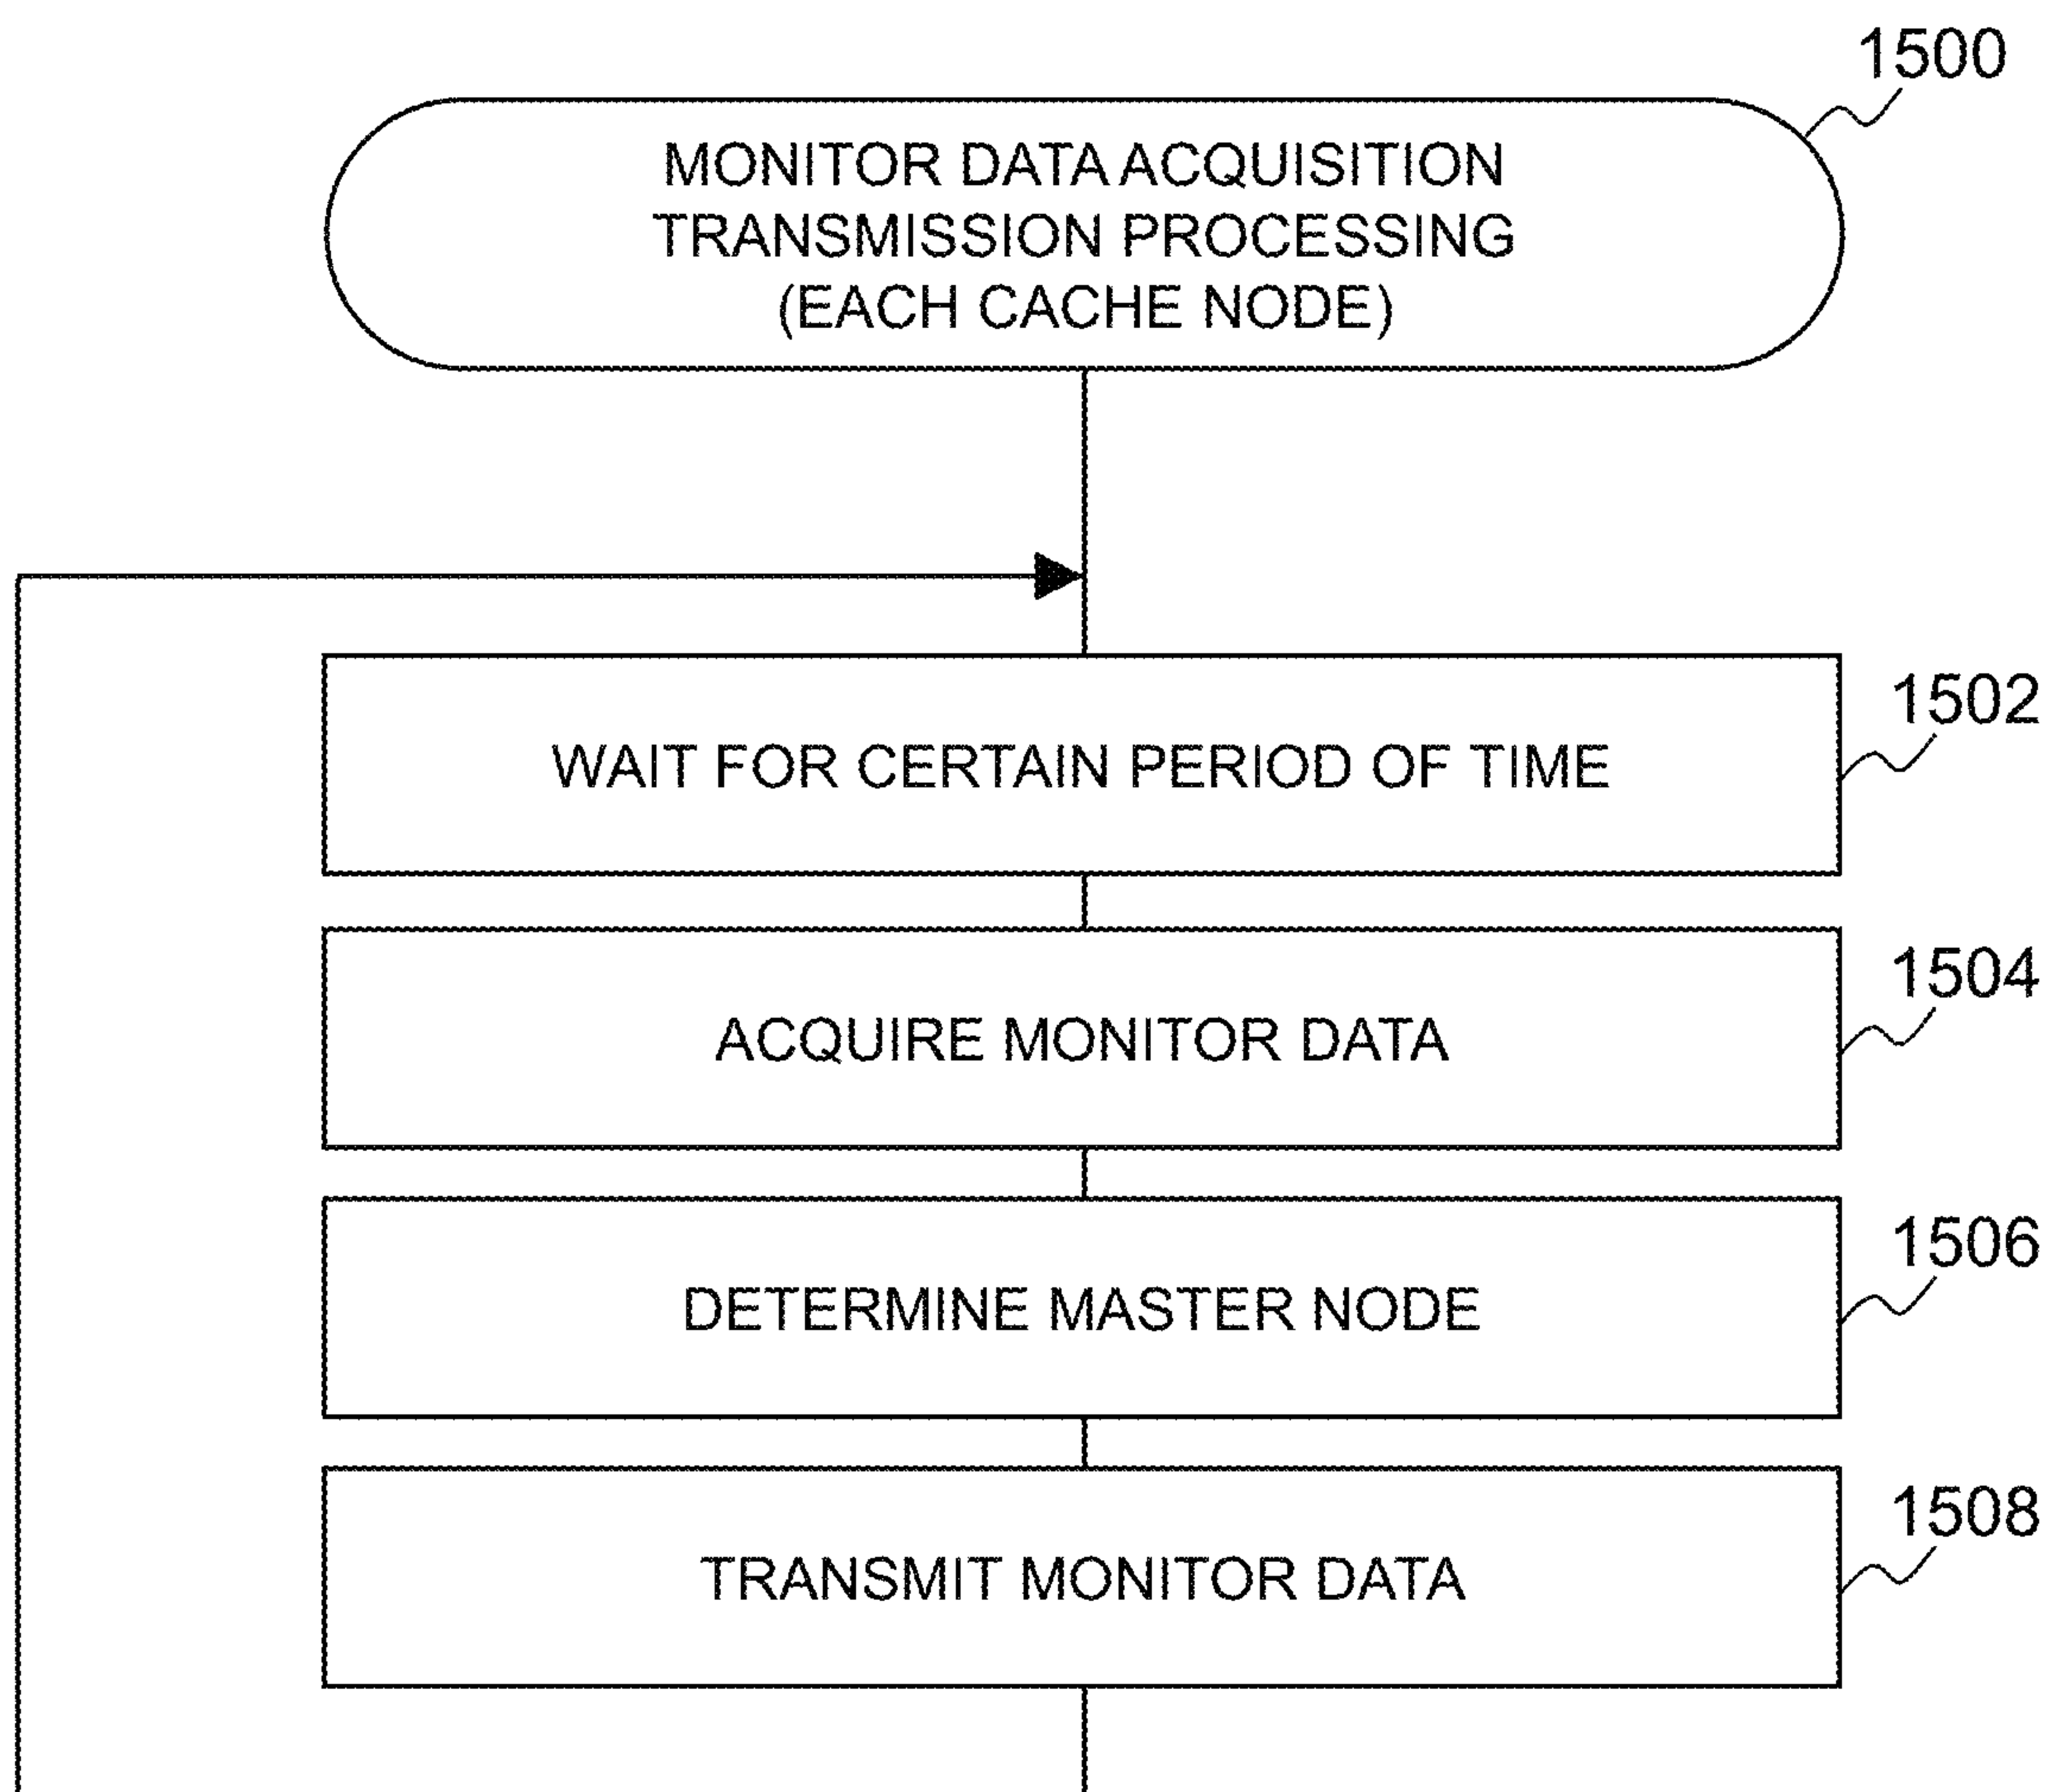 1500
MONITOR DATA ACQUISITION
TRANSMISSION PROCESSING
(EACH CACHE NODE)
1502
WAIT FOR CERTAIN PERIOD OF TIME
1504
ACQUIRE MONITOR DATA
1506
DETERMINE MASTER NODE
1508
TRANSMIT MONITOR DATA